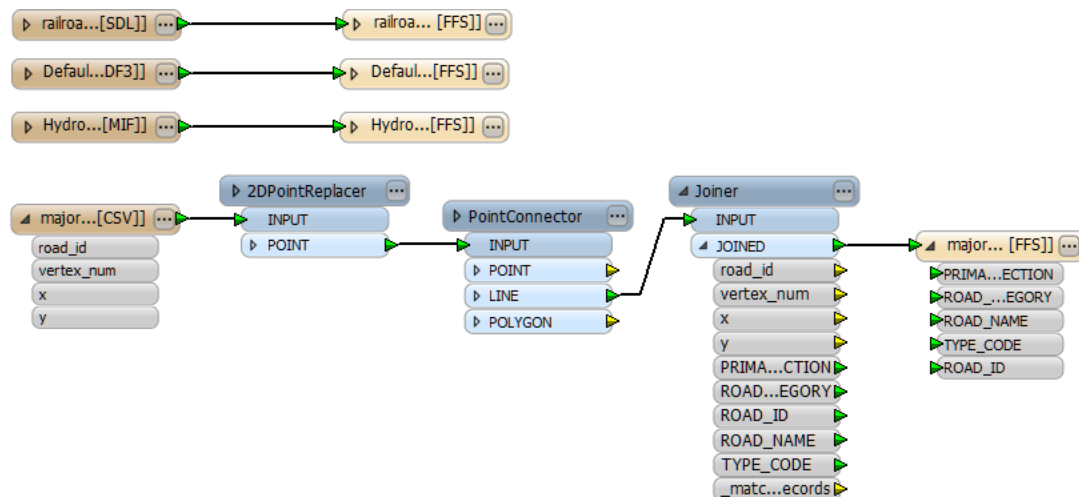 railroa...[SDL]]
railroa... [FFS]]
Defaul...DF3]]
Defaul...[FFS]]
Hydro...[MIF]]
Hydro...[FFS]]
major...[CSV]]
road_id
vertex_num
x
y
2DPointReplacer
INPUT
POINT
PointConnector
INPUT
POINT
LINE
POLYGON
Joiner
INPUT
JOINED
road_id
vertex_num
x
y
PRIMA...CTION
ROAD...EGORY
ROAD_ID
ROAD_NAME
TYPE_CODE
_matc...ecords
major... [FFS]]
PRIMA...ECTION
ROAD_...EGORY
ROAD_NAME
TYPE_CODE
ROAD_ID